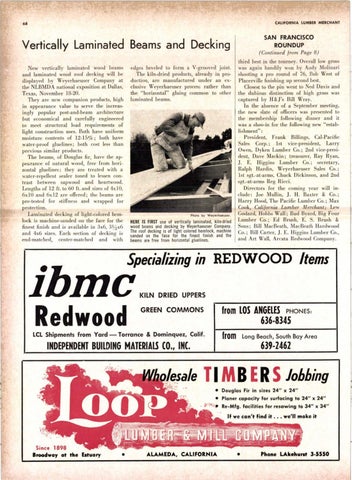 68
CALIFORNIA LUMBER MERCHANT
Vertically Laminated Beams and Decking
New vertically laminated wood beams
and laminated wood roof decking will be
displayed by Weyerhaeuser Company at
the NLBMDA national exposition at Dallas,
Texas, November 18-20.
They are new companion products, high
in appearance value to serve the increas-
ingly popular post-and-beam architecture
but economical and carefully engineered
to meet structural load requirements of
light construction uses. Both have uniform
moisture contents of 12-15%; both have
water-proof gluelines; both cost less than
previous similar products.
The beams, of Douglas fir, have the ap-
pearance of natural wood, free from hori-
zontal gluelines; they are treated with a
water-repellent sealer toned to lessen con-
trast between sapwood and heartwood.
Lengths of 12 ft. to 60 ft. and sizes of 6x10,
6x10 and 6x12 are offered; the beams are
pre-tested for stiffness and wrapped for
protection.
Laminated decking of light-colored hem-
lock is machine-sanded on the face for the
finest finish and is available in 3x6, 3½x6
and 4x6 sizes. Each section of decking is
end-matched, center-matched and with
edges beveled to form a V-grooved joint.
The kiln-dried products, already in pro-
duction, are manufactured under an ex-
clusive Weyerhaeuser process rather than
the "horizontal" gluing common to other
laminated beams.
Photo by Weyerhaeuser
HERE IS FIRST use of vertically laminated, kiln-dried
wood beams and decking by Weyerhaeuser Company.
The roof decking is of light colored hemlock, machine
sanded on the face for the finest finish and the
beams are free from horizontal gluelines.
SAN FRANCISCO
ROUNDUP
(Continued from Page 8)
third best in the tourney. Overall low gross
was again handily won by Andy Molinari
shooting a pro round of 76, Bob West of
Placerville finishing up second best.
Closest to the pin went to Ned Davis and
the dubious distinction of high gross was
captured by H&J's Bill Wray.
In the absence of a September meeting,
the new slate of officers was presented to
the membership following dinner and it
was a shoo-in for the following new "estab-
lishment":
President, Frank Billings, Cal-Pacific
Sales Corp.; 1st vice-president, Larry
Owen, Dykes Lumber Co.; 2nd vice-presi-
dent, Dave Maskin; treasurer, Ray Ryan,
J. E. Higgins Lumber Co.; secretary,
Ralph Hardin, Weyerhaeuser Sales Co.;
1st sgt.-at-arms, Chuck Dickinson, and 2nd
sgt.-at-arms Reg Ricci.
Directors for the coming year will in-
clude: Joe Mullin, J. H. Baxter & Co.;
Harry Hood, The Pacific Lumber Co.; Max
Cook, California Lumber Merchant; Lew
Godard, Hobbs Wall; Bud Byard, Big Four
Lumber Co.; Ed Brush, T. S. Brush &
Sons; Bill MacBeath, MacBeath Hardwood
Co.; Bill Carter, J. E. Higgins Lumber Co.,
and Art Wall, Arcata Redwood Company.
Specializing in REDWOOD Items
ibmc
Redwood
KILN DRIED UPPERS
GREEN COMMONS
LCL Shipments from Yard — Torrance & Dominquez, Calif.
INDEPENDENT BUILDING MATERIALS CO., INC.
from LOS ANGELES PHONES:
636-8345
from Long Beach, South Bay Area
639-2462
Wholesale TIMBERS Jobbing
Loop
LUMBER & MILL COMPANY
• Douglas Fir in sizes 24" x 24"
• Planer capacity for surfacing to 24" x 24"
• Re-Mfg. facilities for resawing to 34" x 34"
If we can't find it . . . we'll make it
Since 1898
Broadway at the Estuary • ALAMEDA, CALIFORNIA • Phone LAkehurst 3-5550